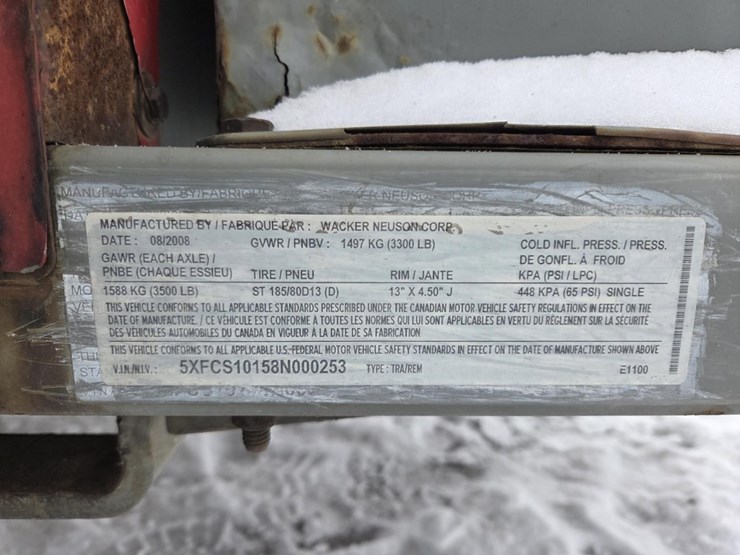 MANUFACTURED BY / FABRIQUÉ PAR : WACKER NEUSON CORP.
DATE : 08/2008 GVWR / PNBV : 1497 KG (3300 LB) COLD INFL. PRESS. / PRESS.
GAWR (EACH AXLE) / DE GONFL. À FROID
PNBE (CHAQUE ESSIEU) TIRE / PNEU RIM / JANTE KPA (PSI / LPC)
1588 KG (3500 LB) ST 185/80D13 (D) 13" X 4.50" J 448 KPA (65 PSI) SINGLE
THIS VEHICLE CONFORMS TO ALL APPLICABLE STANDARDS PRESCRIBED UNDER THE CANADIAN MOTOR VEHICLE SAFETY REGULATIONS IN EFFECT ON THE
DATE OF MANUFACTURE. / CE VÉHICULE EST CONFORME À TOUTES LES NORMES QUI LUI SONT APPLICABLES EN VERTU DU RÈGLEMENT SUR LA SÉCURITÉ
DES VÉHICULES AUTOMOBILES DU CANADA EN VIGUEUR À LA DATE DE SA FABRICATION
THIS VEHICLE CONFORMS TO ALL APPLICABLE U.S. FEDERAL MOTOR VEHICLE SAFETY STANDARDS IN EFFECT ON THE DATE OF MANUFACTURE SHOWN ABOVE
V.I.N./N.I.V. : 5XFCS10158N000253 TYPE : TRA/REM E1100